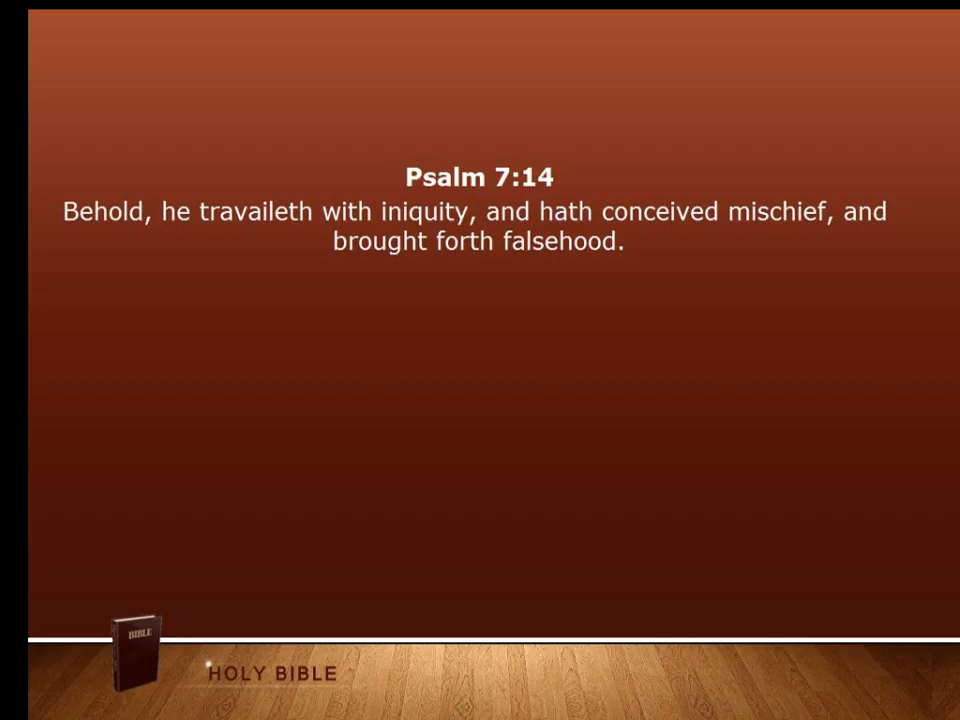 Psalm 7:14
Behold, he travaileth with iniquity, and hath conceived mischief, and
brought forth falsehood.
BIBLE
HOLY BIBLE